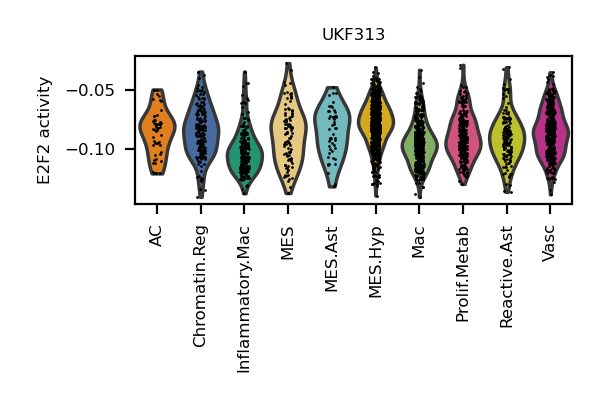 UKF313
E2F2 activity
−0.05
−0.10
AC
Chromatin.Reg
Inflammatory.Mac
MES
MES.Ast
MES.Hyp
Mac
Prolif.Metab
Reactive.Ast
Vasc